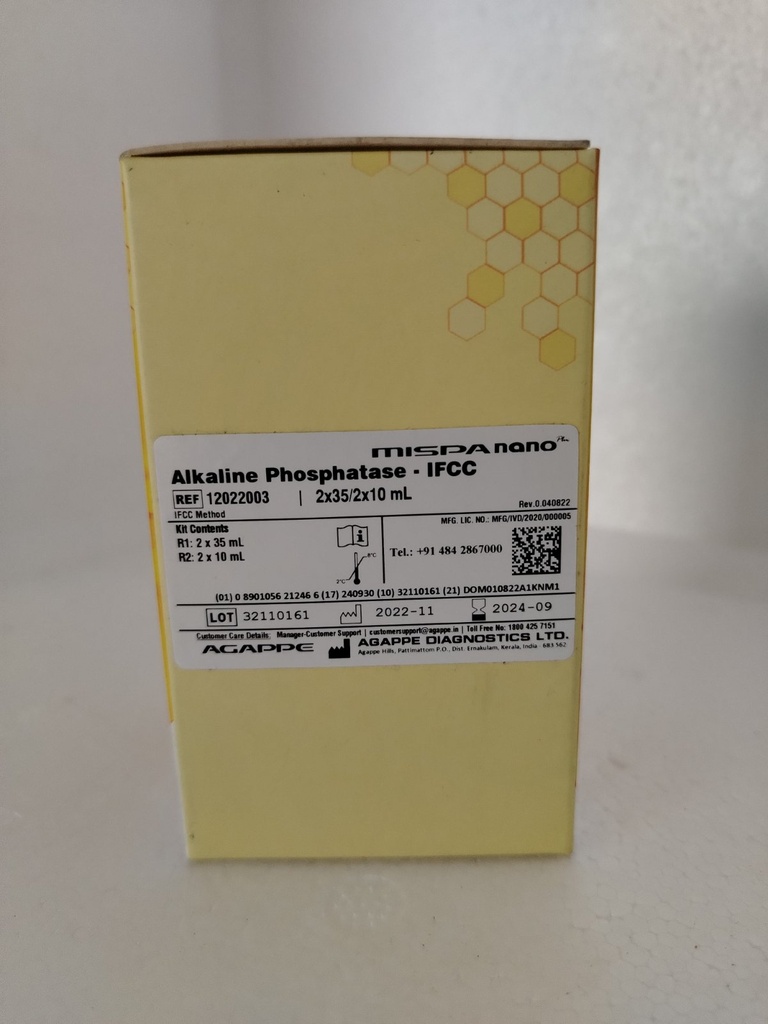 MISPA nano Plus
Alkaline Phosphatase - IFCC
REF 12022003 | 2x35/2x10 mL
Rev.0.040822
IFCC Method
MFG. LIC. NO.: MFG/IVD/2020/000005
Kit Contents
R1: 2 x 35 mL
R2: 2 x 10 mL
Tel.: +91 484 2867000
8°C
2°C
(01) 0 8901056 21246 6 (17) 240930 (10) 32110161 (21) DOM010822A1KNM1
LOT 32110161 2022-11 2024-09
Customer Care Details: Manager-Customer Support | customersupport@agappe.in | Toll Free No: 1800 425 7151
AGAPPE AGAPPE DIAGNOSTICS LTD.
Agappe Hills, Pattimattom P.O., Dist. Ernakulam, Kerala, India - 683 562